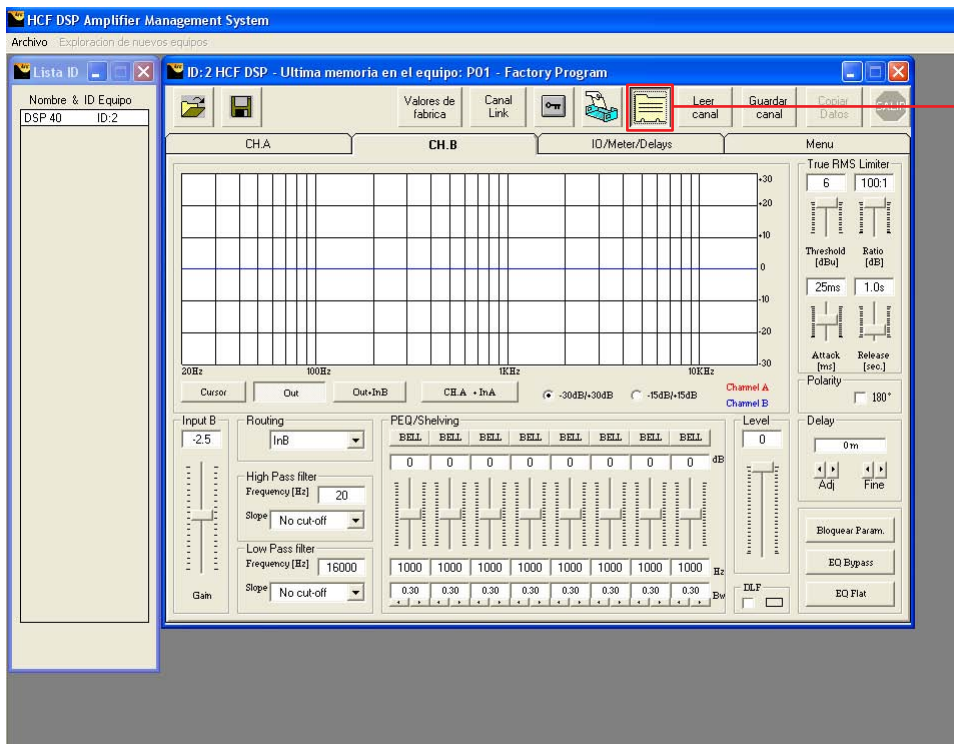 HCF DSP Amplifier Management System
Archivo Exploracion de nuevos equipos
Lista ID
Nombre & ID Equipo
DSP 40 ID:2
ID: 2 HCF DSP - Ultima memoria en el equipo: P01 - Factory Program
Valores de fabrica
Canal Link
Leer canal
Guardar canal
Copiar Datos
SALIR
CH.A
CH.B
IO/Meter/Delays
Menu
+30
+20
+10
0
-10
-20
-30
20Hz 100Hz 1KHz 10KHz
Cursor
Out
Out+InB
CH.A + InA
-30dB/+30dB
-15dB/+15dB
Channel A
Channel B
True RMS Limiter
6 100:1
Threshold [dBu]
Ratio [dB]
25ms 1.0s
Attack [ms]
Release [sec.]
Polarity
180°
Input B
-2.5
Gain
Routing
InB
High Pass filter
Frequency [Hz] 20
Slope No cut-off
Low Pass filter
Frequency [Hz] 16000
Slope No cut-off
PEQ/Shelving
BELL BELL BELL BELL BELL BELL BELL BELL
0 0 0 0 0 0 0 0 dB
1000 1000 1000 1000 1000 1000 1000 1000 Hz
0.30 0.30 0.30 0.30 0.30 0.30 0.30 0.30 Bw
Level
0
DLF
Delay
0 m
Adj Fine
Bloquear Param.
EQ Bypass
EQ Flat